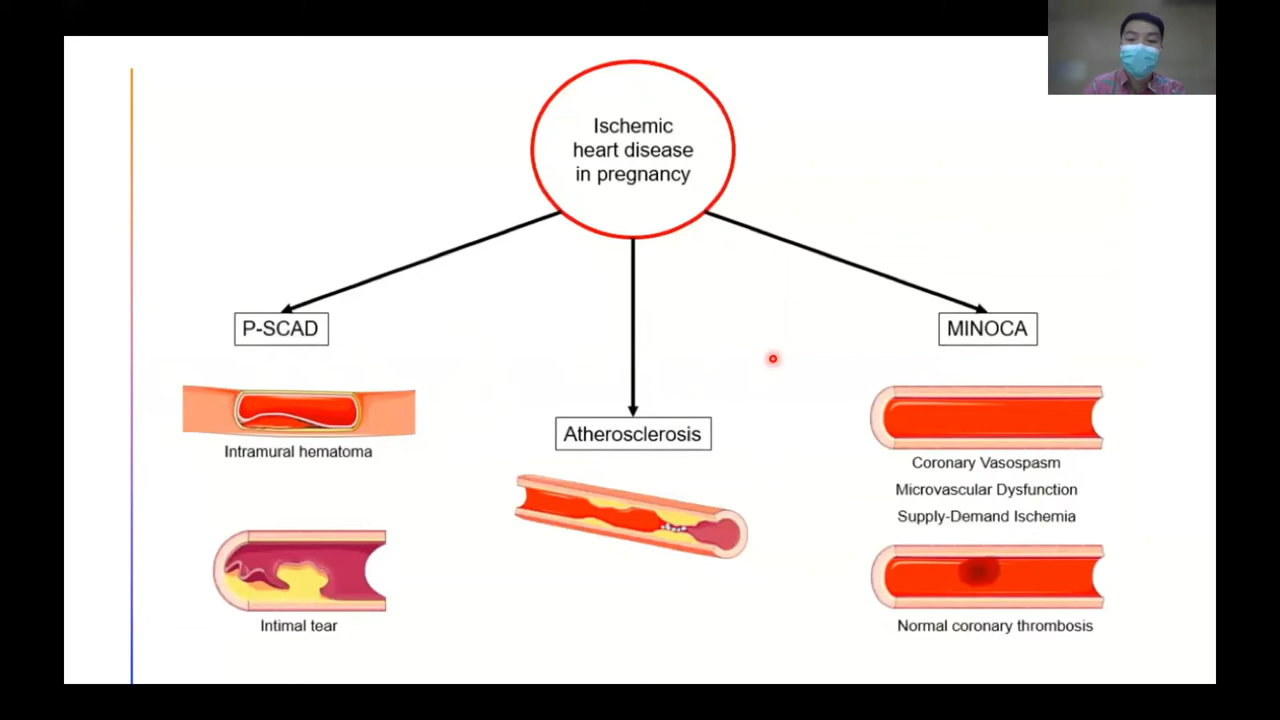 Ischemic
heart disease
in pregnancy
P-SCAD
Intramural hematoma
Intimal tear
Atherosclerosis
MINOCA
Coronary Vasospasm
Microvascular Dysfunction
Supply-Demand Ischemia
Normal coronary thrombosis